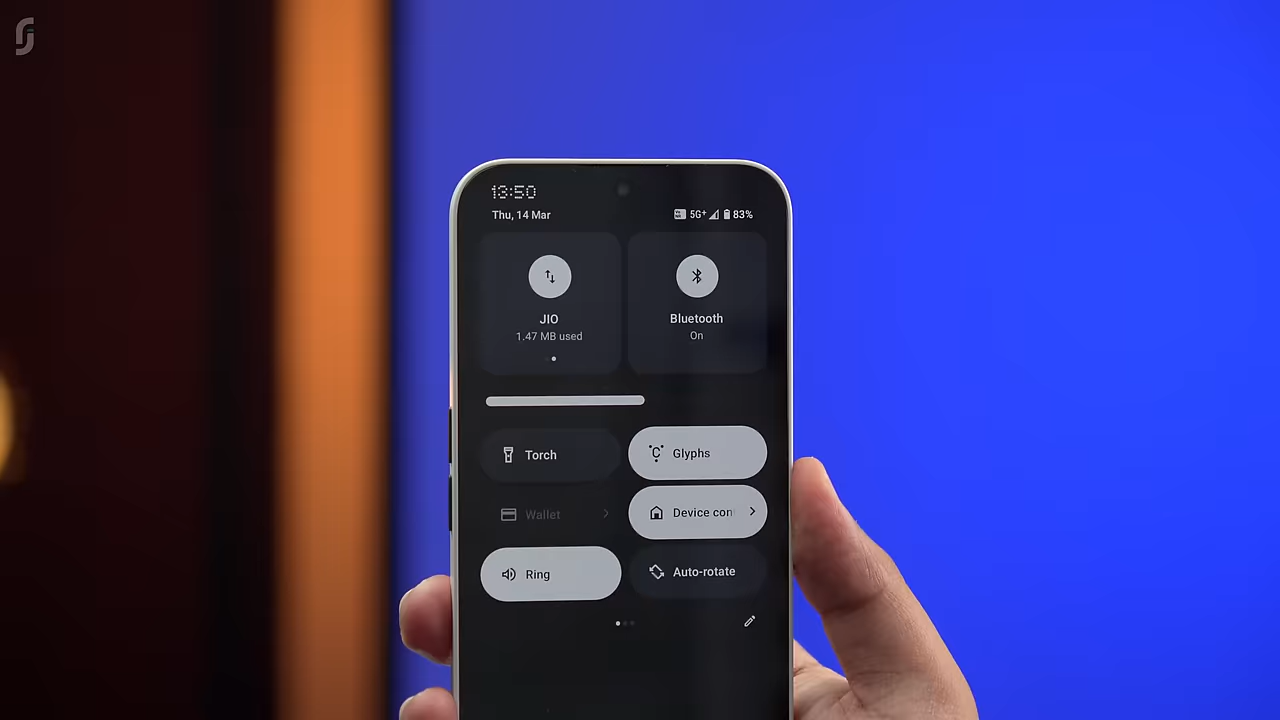 13:50
Thu, 14 Mar
5G+ 83%
JIO
1.47 MB used
Bluetooth
On
Torch
Glyphs
Wallet
Device con
Ring
Auto-rotate